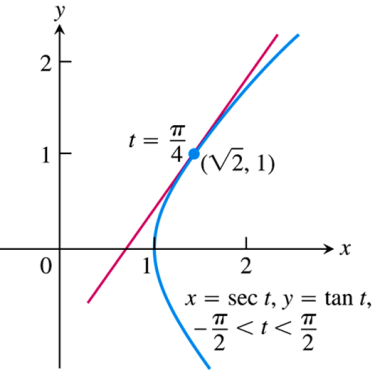 y
2
t = π/4
1
(√2, 1)
x
0
1
2
x = sec t, y = tan t,
−π/2 < t < π/2